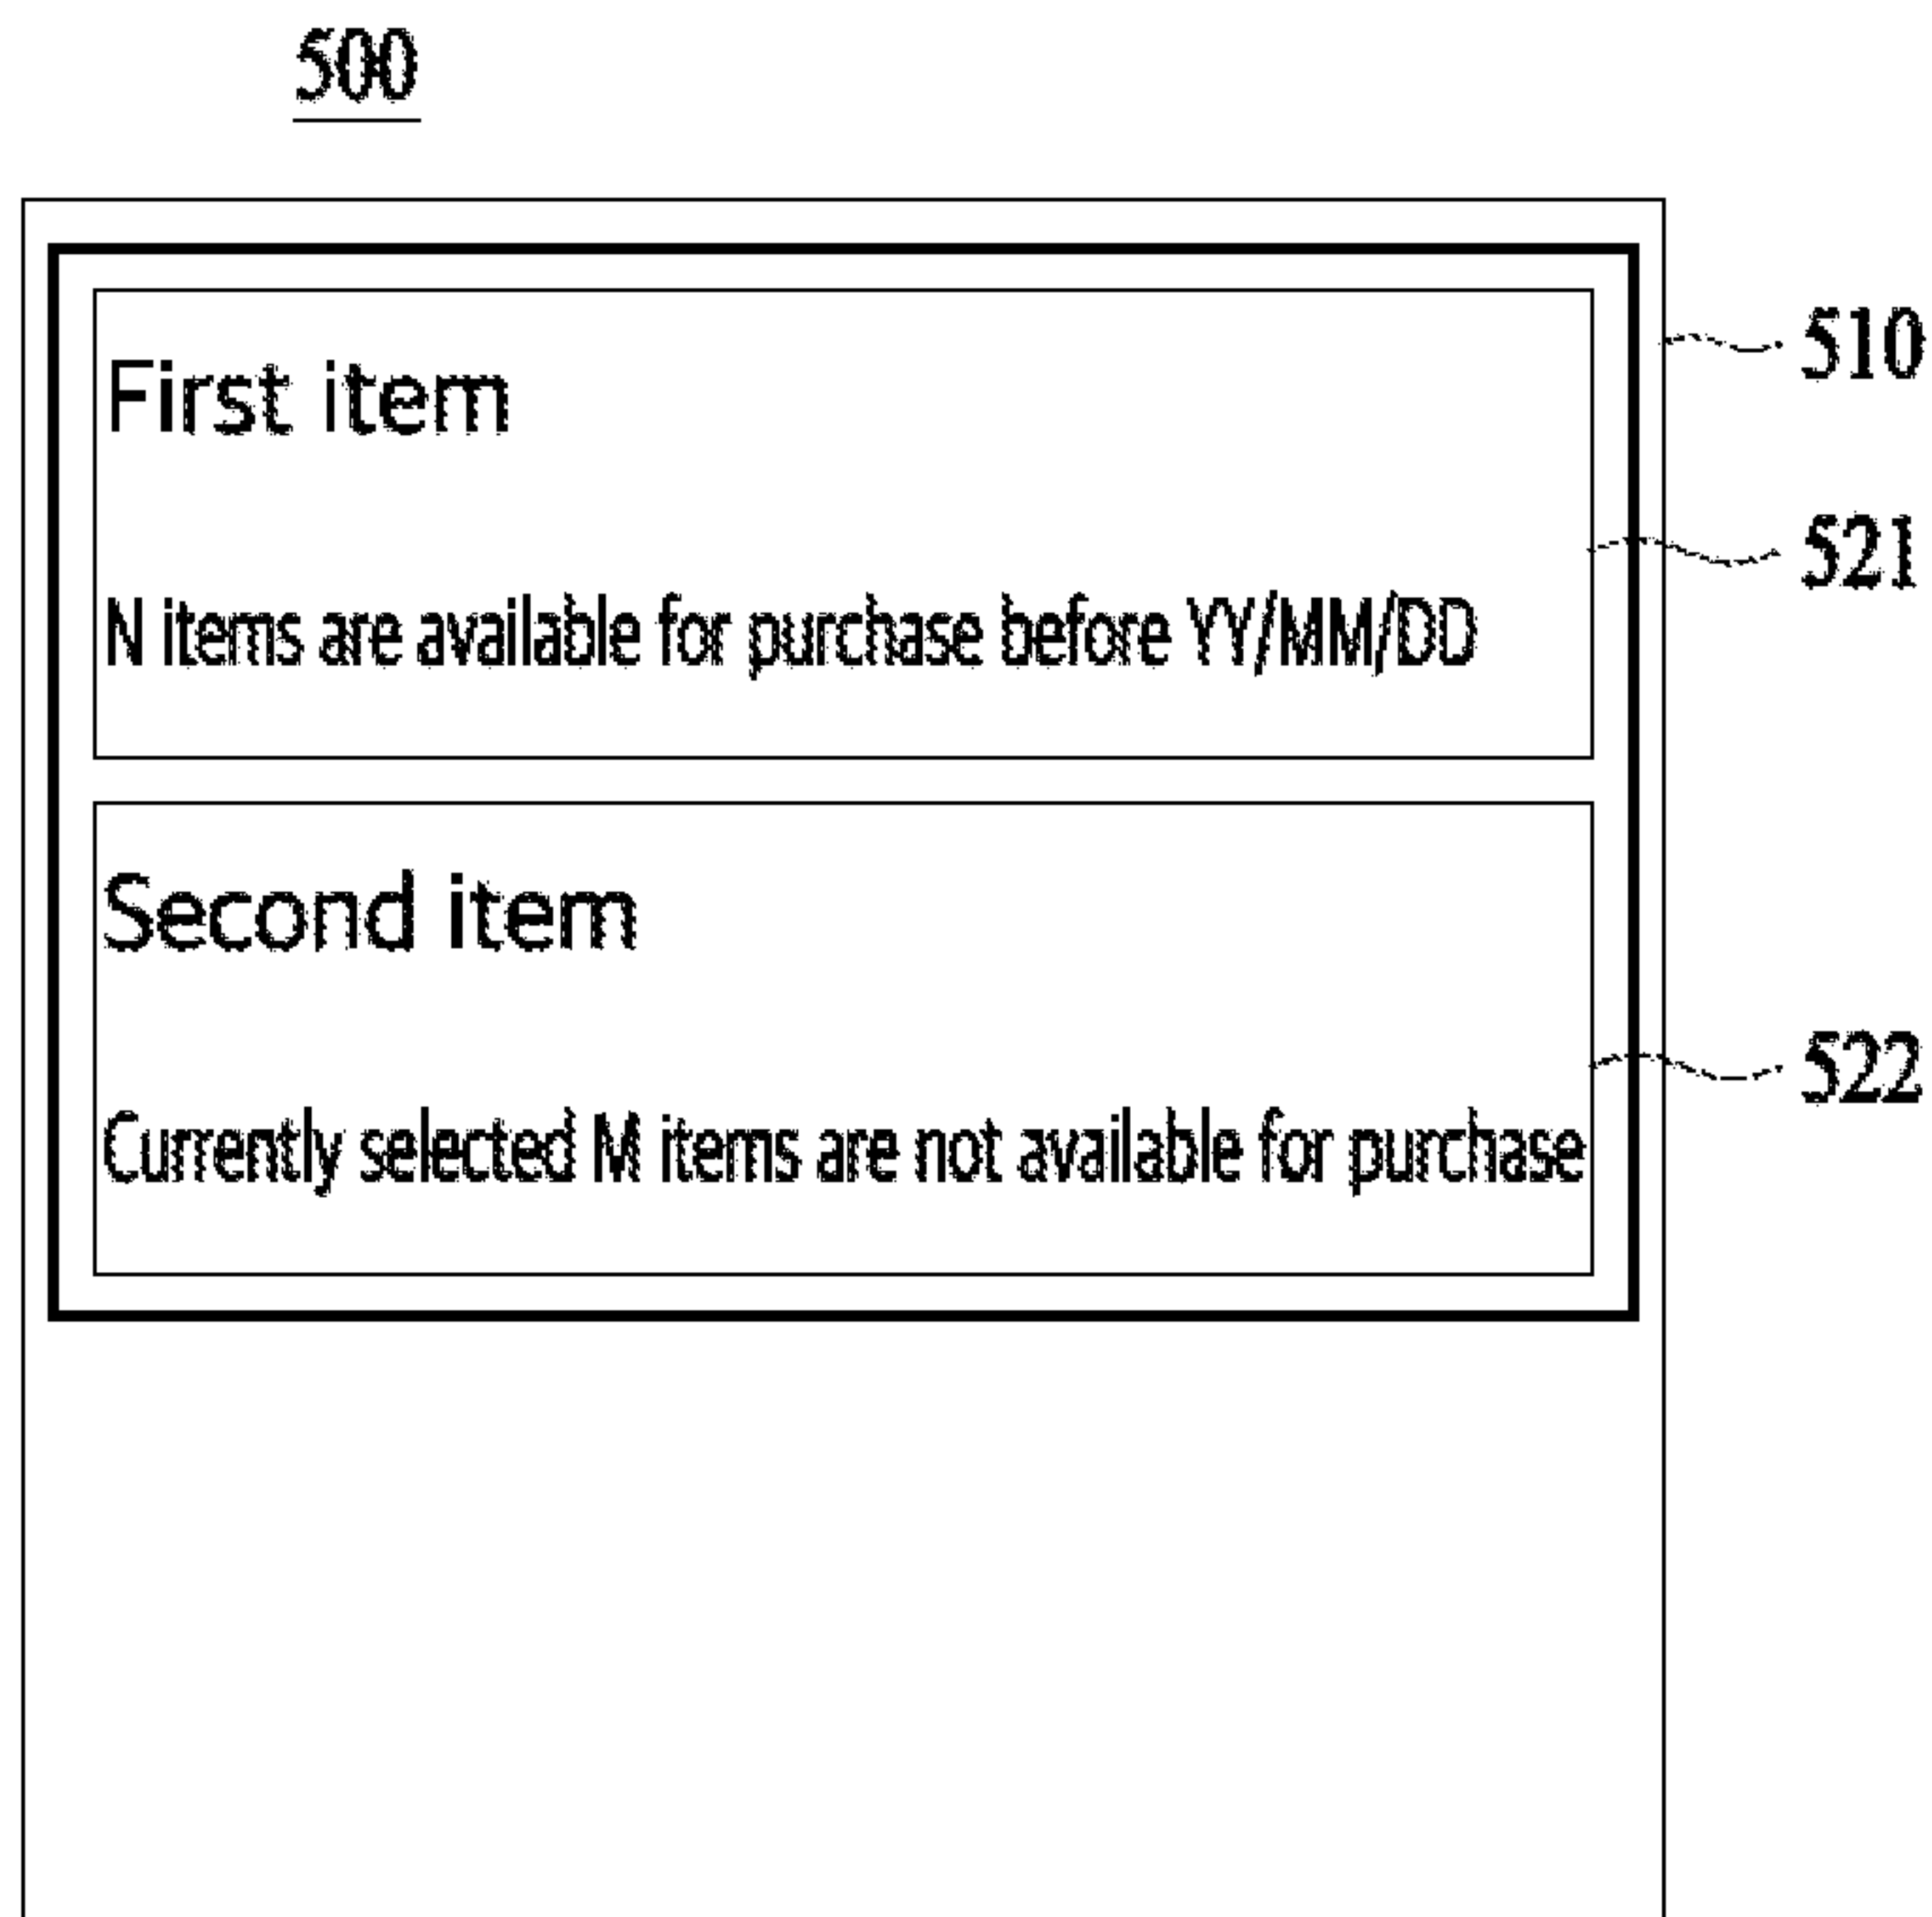 500
510
First item
521
N items are available for purchase before YY/MM/DD
Second item
522
Currently selected M items are not available for purchase